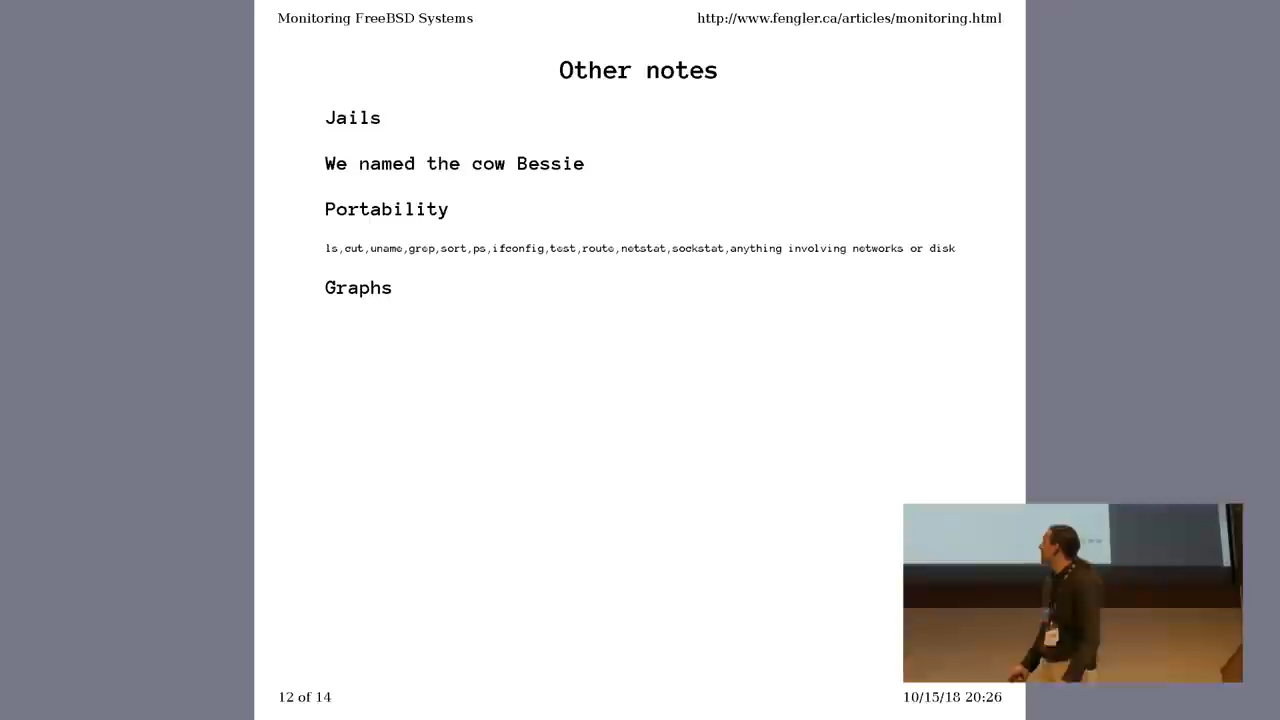 Monitoring FreeBSD Systems
http://www.fengler.ca/articles/monitoring.html
Other notes
Jails
We named the cow Bessie
Portability
ls,cut,uname,grep,sort,ps,ifconfig,test,route,netstat,sockstat,anything involving networks or disk
Graphs
12 of 14
10/15/18 20:26